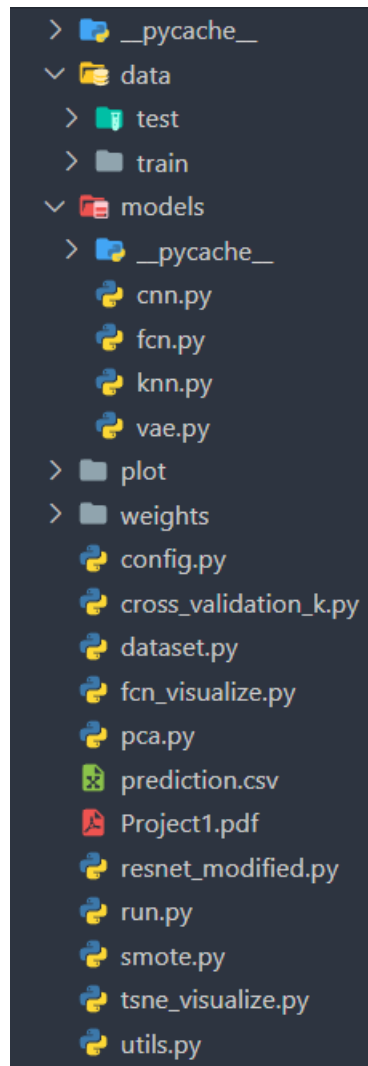 __pycache__
data
test
train
models
__pycache__
cnn.py
fcn.py
knn.py
vae.py
plot
weights
config.py
cross_validation_k.py
dataset.py
fcn_visualize.py
pca.py
prediction.csv
Project1.pdf
resnet_modified.py
run.py
smote.py
tsne_visualize.py
utils.py